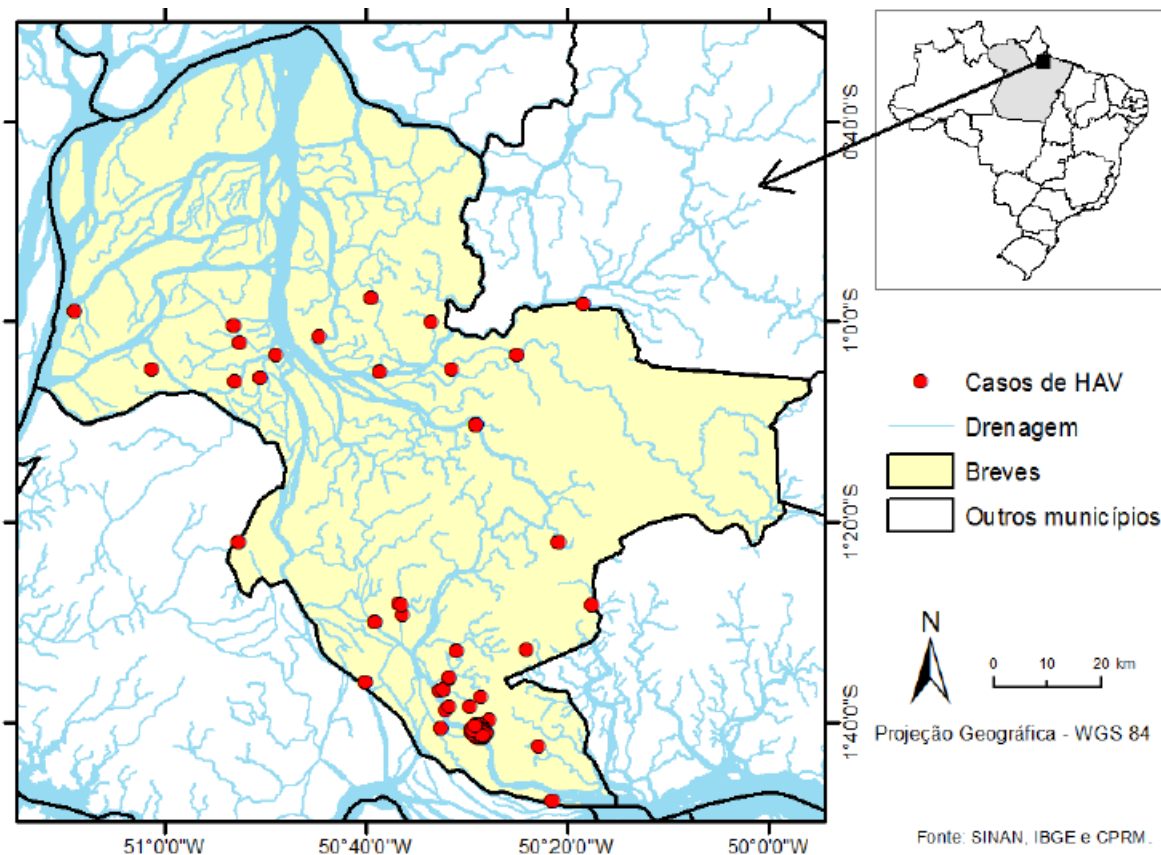 0°40'0"S
1°0'0"S
1°20'0"S
1°40'0"S
51°0'0"W
50°40'0"W
50°20'0"W
50°0'0"W
Casos de HAV
Drenagem
Breves
Outros municípios
N
0 10 20 km
Projeção Geográfica - WGS 84
Fonte: SINAN, IBGE e CPRM.